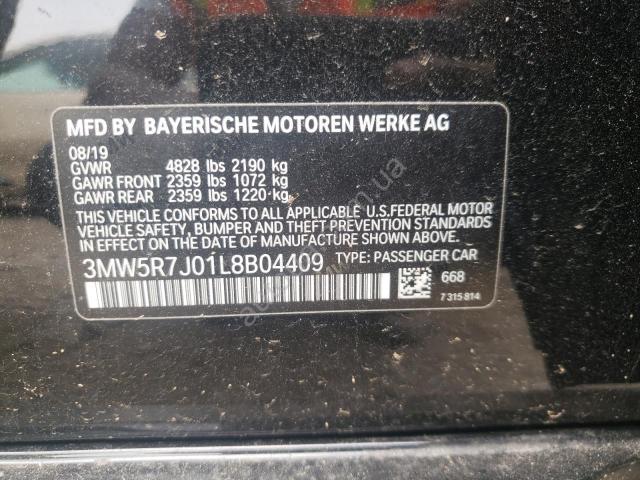 MFD BY BAYERISCHE MOTOREN WERKE AG
08/19
GVWR 4828 lbs 2190 kg
GAWR FRONT 2359 lbs 1072 kg
GAWR REAR 2359 lbs 1220 kg
THIS VEHICLE CONFORMS TO ALL APPLICABLE U.S.FEDERAL MOTOR
VEHICLE SAFETY, BUMPER AND THEFT PREVENTION STANDARDS
IN EFFECT ON THE DATE OF MANUFACTURE SHOWN ABOVE.
3MW5R7J01L8B04409 TYPE: PASSENGER CAR
668
7 315 814